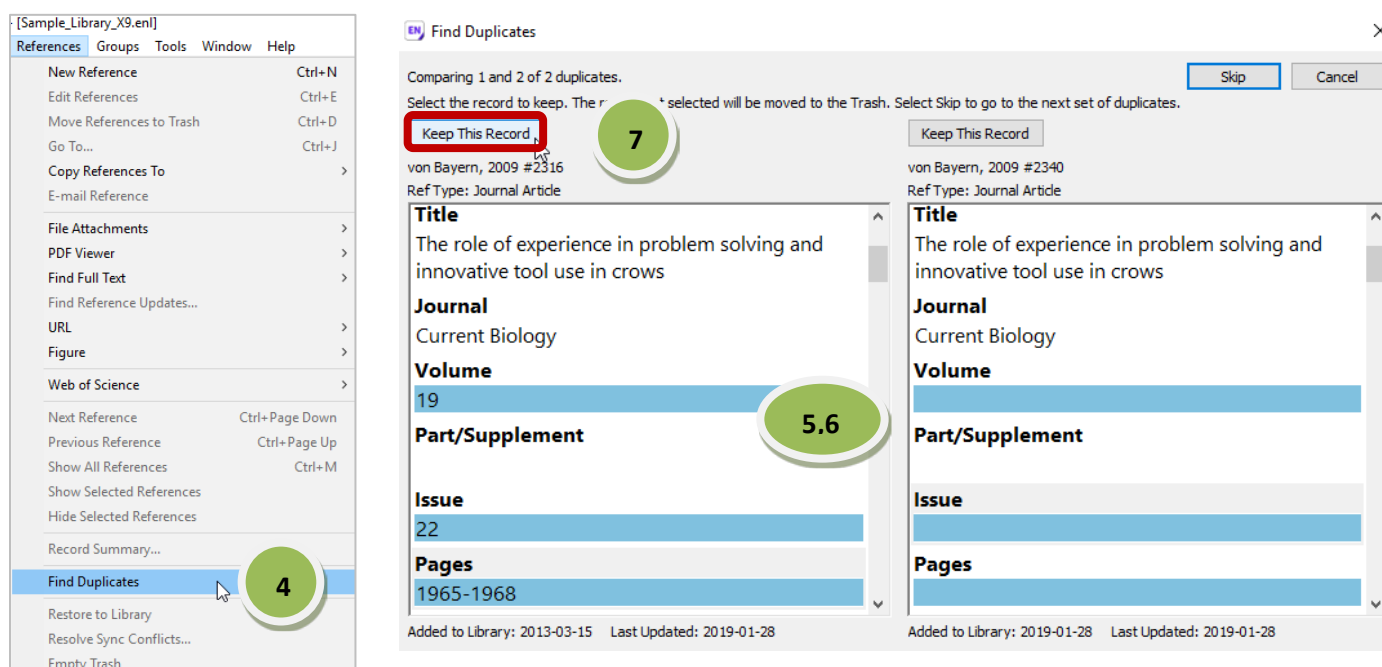 [Sample_Library_X9.enl]
References Groups Tools Window Help
New Reference Ctrl+N
Edit References Ctrl+E
Move References to Trash Ctrl+D
Go To... Ctrl+J
Copy References To >
E-mail Reference
File Attachments >
PDF Viewer >
Find Full Text >
Find Reference Updates...
URL >
Figure >
Web of Science >
Next Reference Ctrl+Page Down
Previous Reference Ctrl+Page Up
Show All References Ctrl+M
Show Selected References
Hide Selected References
Record Summary...
Find Duplicates
4
Restore to Library
Resolve Sync Conflicts...
Empty Trash
EN Find Duplicates
Comparing 1 and 2 of 2 duplicates.
Skip Cancel
Select the record to keep. The selected will be moved to the Trash. Select Skip to go to the next set of duplicates.
Keep This Record
7
von Bayern, 2009 #2316
Ref Type: Journal Article
Title
The role of experience in problem solving and
innovative tool use in crows
Journal
Current Biology
Volume
19
5.6
Part/Supplement
Issue
22
Pages
1965-1968
Added to Library: 2013-03-15 Last Updated: 2019-01-28
Keep This Record
von Bayern, 2009 #2340
Ref Type: Journal Article
Title
The role of experience in problem solving and
innovative tool use in crows
Journal
Current Biology
Volume
Part/Supplement
Issue
Pages
Added to Library: 2019-01-28 Last Updated: 2019-01-28